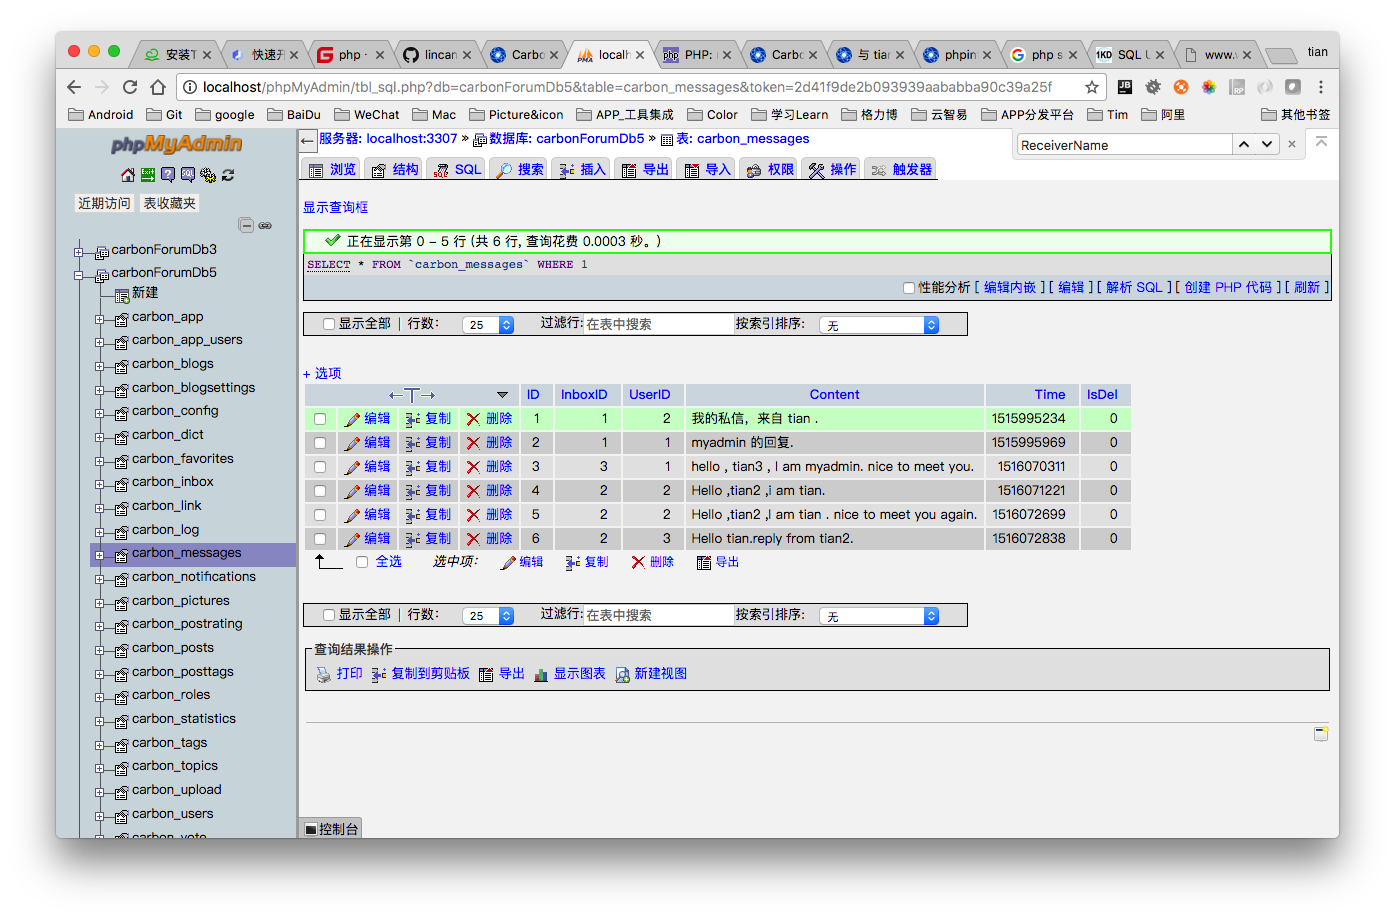 安装T
快速开
php ·
lincan
Carbo
localh
PHP:
Carbo
与 tian
phpin
php s
1KD SQL U
www.v
tian
localhost/phpMyAdmin/tbl_sql.php?db=carbonForumDb5&table=carbon_messages&token=2d41f9de2b093939aababba90c39a25f
Android Git google BaiDu WeChat Mac Picture&icon APP_工具集成 Color 学习Learn 格力博 云智易 APP分发平台 Tim 阿里 其他书签
phpMyAdmin
近期访问 表收藏夹
carbonForumDb3
carbonForumDb5
新建
carbon_app
carbon_app_users
carbon_blogs
carbon_blogsettings
carbon_config
carbon_dict
carbon_favorites
carbon_inbox
carbon_link
carbon_log
carbon_messages
carbon_notifications
carbon_pictures
carbon_postrating
carbon_posts
carbon_posttags
carbon_roles
carbon_statistics
carbon_tags
carbon_topics
carbon_upload
carbon_users
carbon_vote
服务器: localhost:3307 » 数据库: carbonForumDb5 » 表: carbon_messages
ReceiverName
浏览 结构 SQL 搜索 插入 导出 导入 权限 操作 触发器
显示查询框
正在显示第 0 - 5 行 (共 6 行, 查询花费 0.0003 秒。)
SELECT * FROM `carbon_messages` WHERE 1
性能分析 [ 编辑内嵌 ] [ 编辑 ] [ 解析 SQL ] [ 创建 PHP 代码 ] [ 刷新 ]
显示全部 | 行数: 25 过滤行: 在表中搜索 按索引排序: 无
+ 选项
←T→ ID InboxID UserID Content Time IsDel
编辑 复制 删除 1 1 2 我的私信，来自 tian . 1515995234 0
编辑 复制 删除 2 1 1 myadmin 的回复. 1515995969 0
编辑 复制 删除 3 3 1 hello , tian3 , I am myadmin. nice to meet you. 1516070311 0
编辑 复制 删除 4 2 2 Hello ,tian2 ,i am tian. 1516071221 0
编辑 复制 删除 5 2 2 Hello ,tian2 ,I am tian . nice to meet you again. 1516072699 0
编辑 复制 删除 6 2 3 Hello tian.reply from tian2. 1516072838 0
全选 选中项: 编辑 复制 删除 导出
显示全部 | 行数: 25 过滤行: 在表中搜索 按索引排序: 无
查询结果操作
打印 复制到剪贴板 导出 显示图表 新建视图
控制台